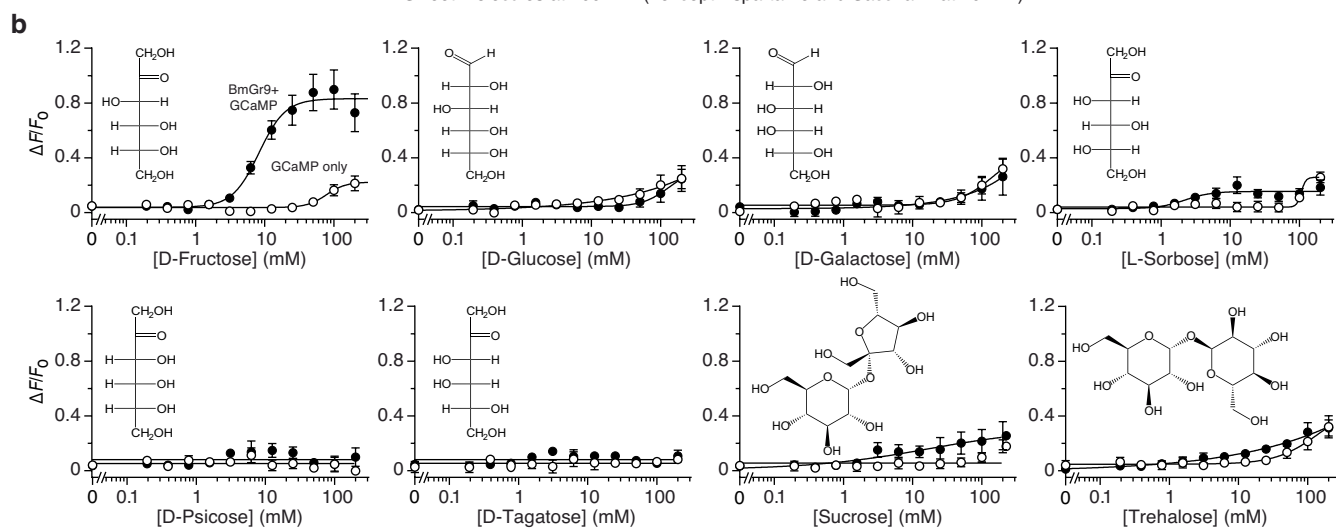 b
1.2
0.8
0.4
0
ΔF/F0
CH2OH
O
HO H
H OH
H OH
CH2OH
BmGr9+
GCaMP
GCaMP only
0 0.1 1 10 100
[D-Fructose] (mM)
1.2
0.8
0.4
0
O H
H OH
HO H
H OH
H OH
CH2OH
0 0.1 1 10 100
[D-Glucose] (mM)
1.2
0.8
0.4
0
O H
H OH
HO H
HO H
H OH
CH2OH
0 0.1 1 10 100
[D-Galactose] (mM)
1.2
0.8
0.4
0
CH2OH
O
HO H
H OH
HO H
CH2OH
0 0.1 1 10 100
[L-Sorbose] (mM)
1.2
0.8
0.4
0
ΔF/F0
CH2OH
O
H OH
H OH
H OH
CH2OH
0 0.1 1 10 100
[D-Psicose] (mM)
1.2
0.8
0.4
0
CH2OH
O
HO H
HO H
H OH
CH2OH
0 0.1 1 10 100
[D-Tagatose] (mM)
1.2
0.8
0.4
0
HO
O OH
HO
HO O OH
O
HO OH
OH
0 0.1 1 10 100
[Sucrose] (mM)
1.2
0.8
0.4
0
OH
HO O O OH
O
HO OH OH
OH HO
0 0.1 1 10 100
[Trehalose] (mM)